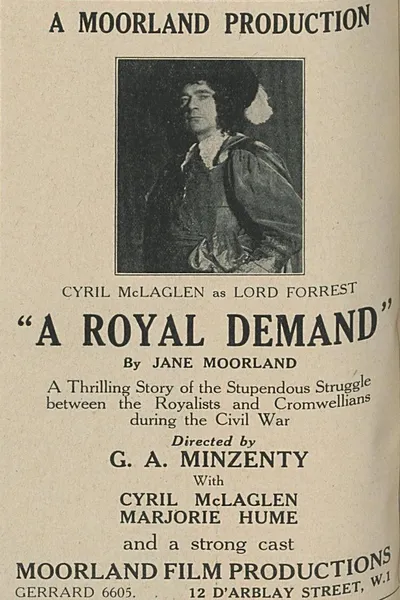 A MOORLAND PRODUCTION
CYRIL McLAGLEN as LORD FORREST
"A ROYAL DEMAND"
By JANE MOORLAND
A Thrilling Story of the Stupendous Struggle
between the Royalists and Cromwellians
during the Civil War
Directed by
G. A. MINZENTY
With
CYRIL McLAGLEN
MARJORIE HUME
and a strong cast
MOORLAND FILM PRODUCTIONS
GERRARD 6605. 12 D'ARBLAY STREET, W.1